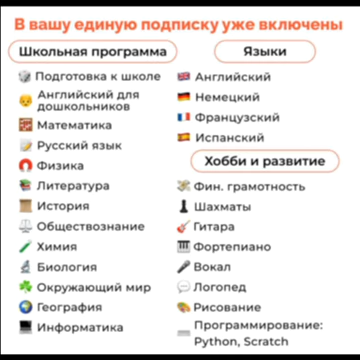 В вашу единую подписку уже включены
Школьная программа
Подготовка к школе
Английский для
дошкольников
Математика
Русский язык
Физика
Литература
История
Обществознание
Химия
Биология
Окружающий мир
География
Информатика
Языки
Английский
Немецкий
Французский
Испанский
Хобби и развитие
Фин. грамотность
Шахматы
Гитара
Фортепиано
Вокал
Логопед
Рисование
Программирование:
Python, Scratch